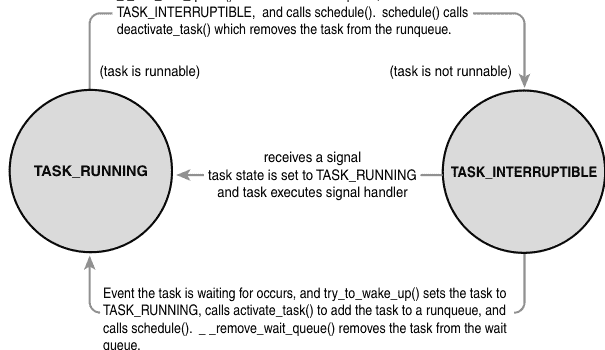 TASK_INTERRUPTIBLE, and calls schedule(). schedule() calls
deactivate_task() which removes the task from the runqueue.
(task is runnable)
(task is not runnable)
TASK_RUNNING
receives a signal
task state is set to TASK_RUNNING
and task executes signal handler
TASK_INTERRUPTIBLE
Event the task is waiting for occurs, and try_to_wake_up() sets the task to
TASK_RUNNING, calls activate_task() to add the task to a runqueue, and
calls schedule(). _ _remove_wait_queue() removes the task from the wait
queue.